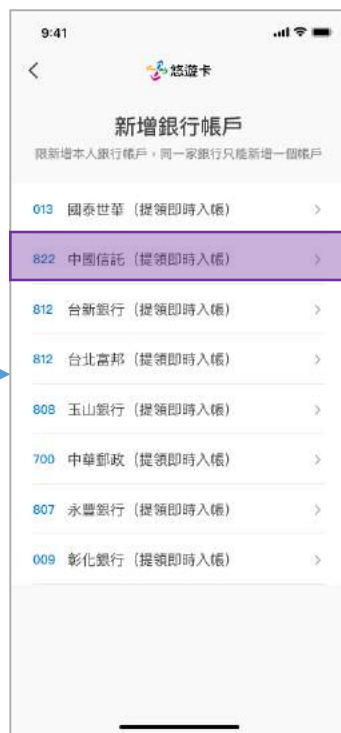 9:41
悠遊卡
新增銀行帳戶
限新增本人銀行帳戶，同一家銀行只能新增一個帳戶
013 國泰世華（提領即時入帳）
822 中國信託（提領即時入帳）
812 台新銀行（提領即時入帳）
812 台北富邦（提領即時入帳）
808 玉山銀行（提領即時入帳）
700 中華郵政（提領即時入帳）
807 永豐銀行（提領即時入帳）
009 彰化銀行（提領即時入帳）